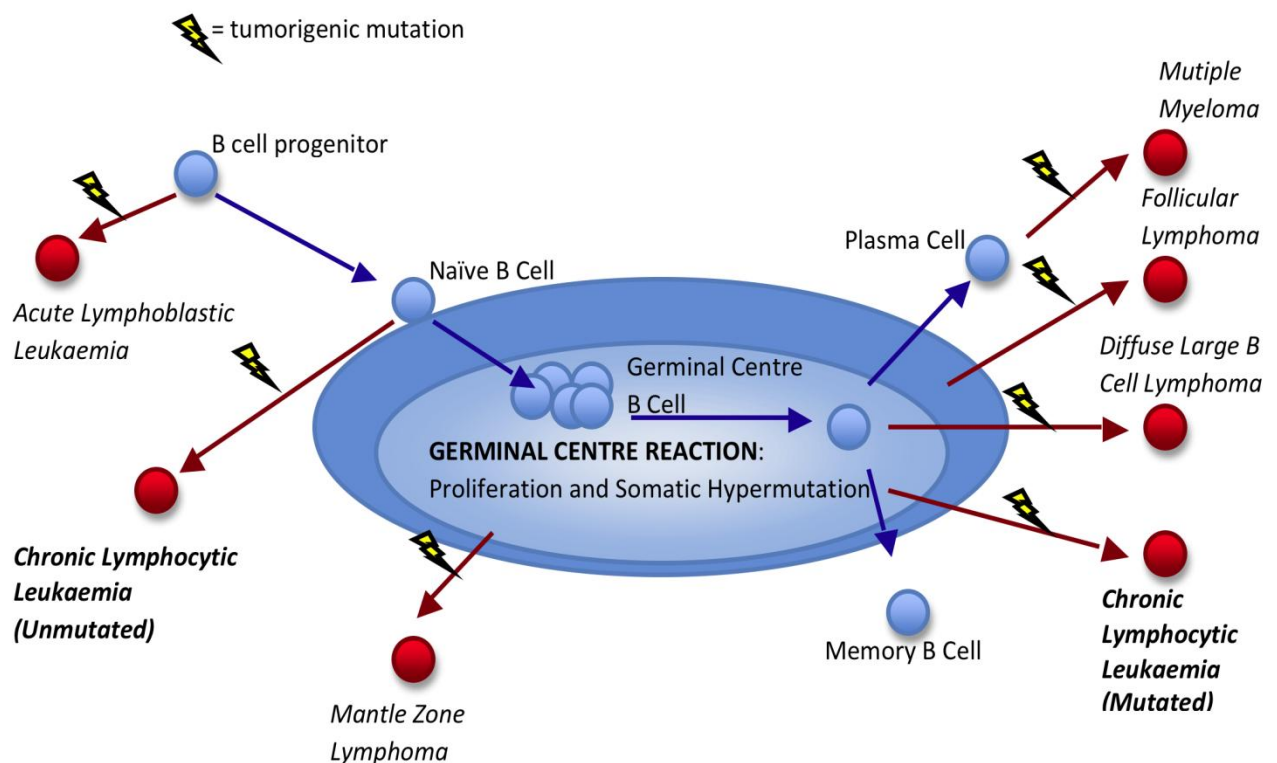 = tumorigenic mutation
B cell progenitor
Acute Lymphoblastic
Leukaemia
Naïve B Cell
Chronic Lymphocytic
Leukaemia
(Unmutated)
Germinal Centre
B Cell
GERMINAL CENTRE REACTION:
Proliferation and Somatic Hypermutation
Mantle Zone
Lymphoma
Plasma Cell
Memory B Cell
Mutiple
Myeloma
Follicular
Lymphoma
Diffuse Large B
Cell Lymphoma
Chronic
Lymphocytic
Leukaemia
(Mutated)